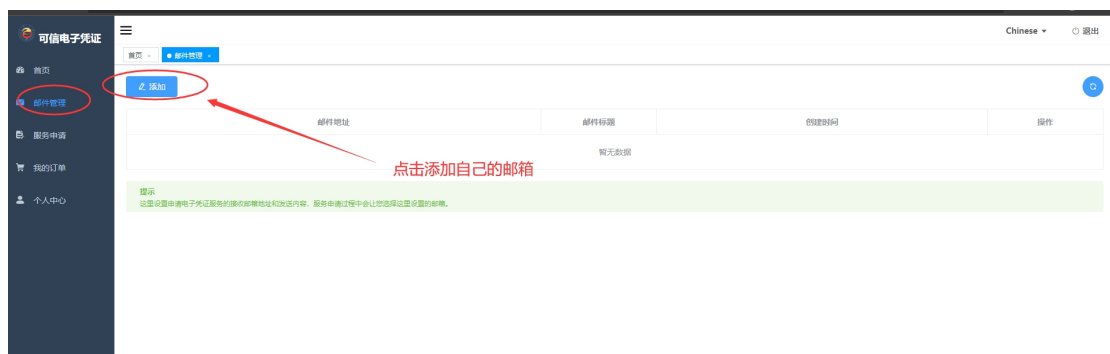 可信电子凭证
Chinese
退出
首页 ×
邮件管理 ×
首页
邮件管理
服务申请
我的订单
个人中心
添加
邮件地址 邮件标题 创建时间 操作
暂无数据
点击添加自己的邮箱
提示
这里设置申请电子凭证服务的接收邮箱地址和发送内容，服务申请过程中会让您选择这里设置的邮箱。